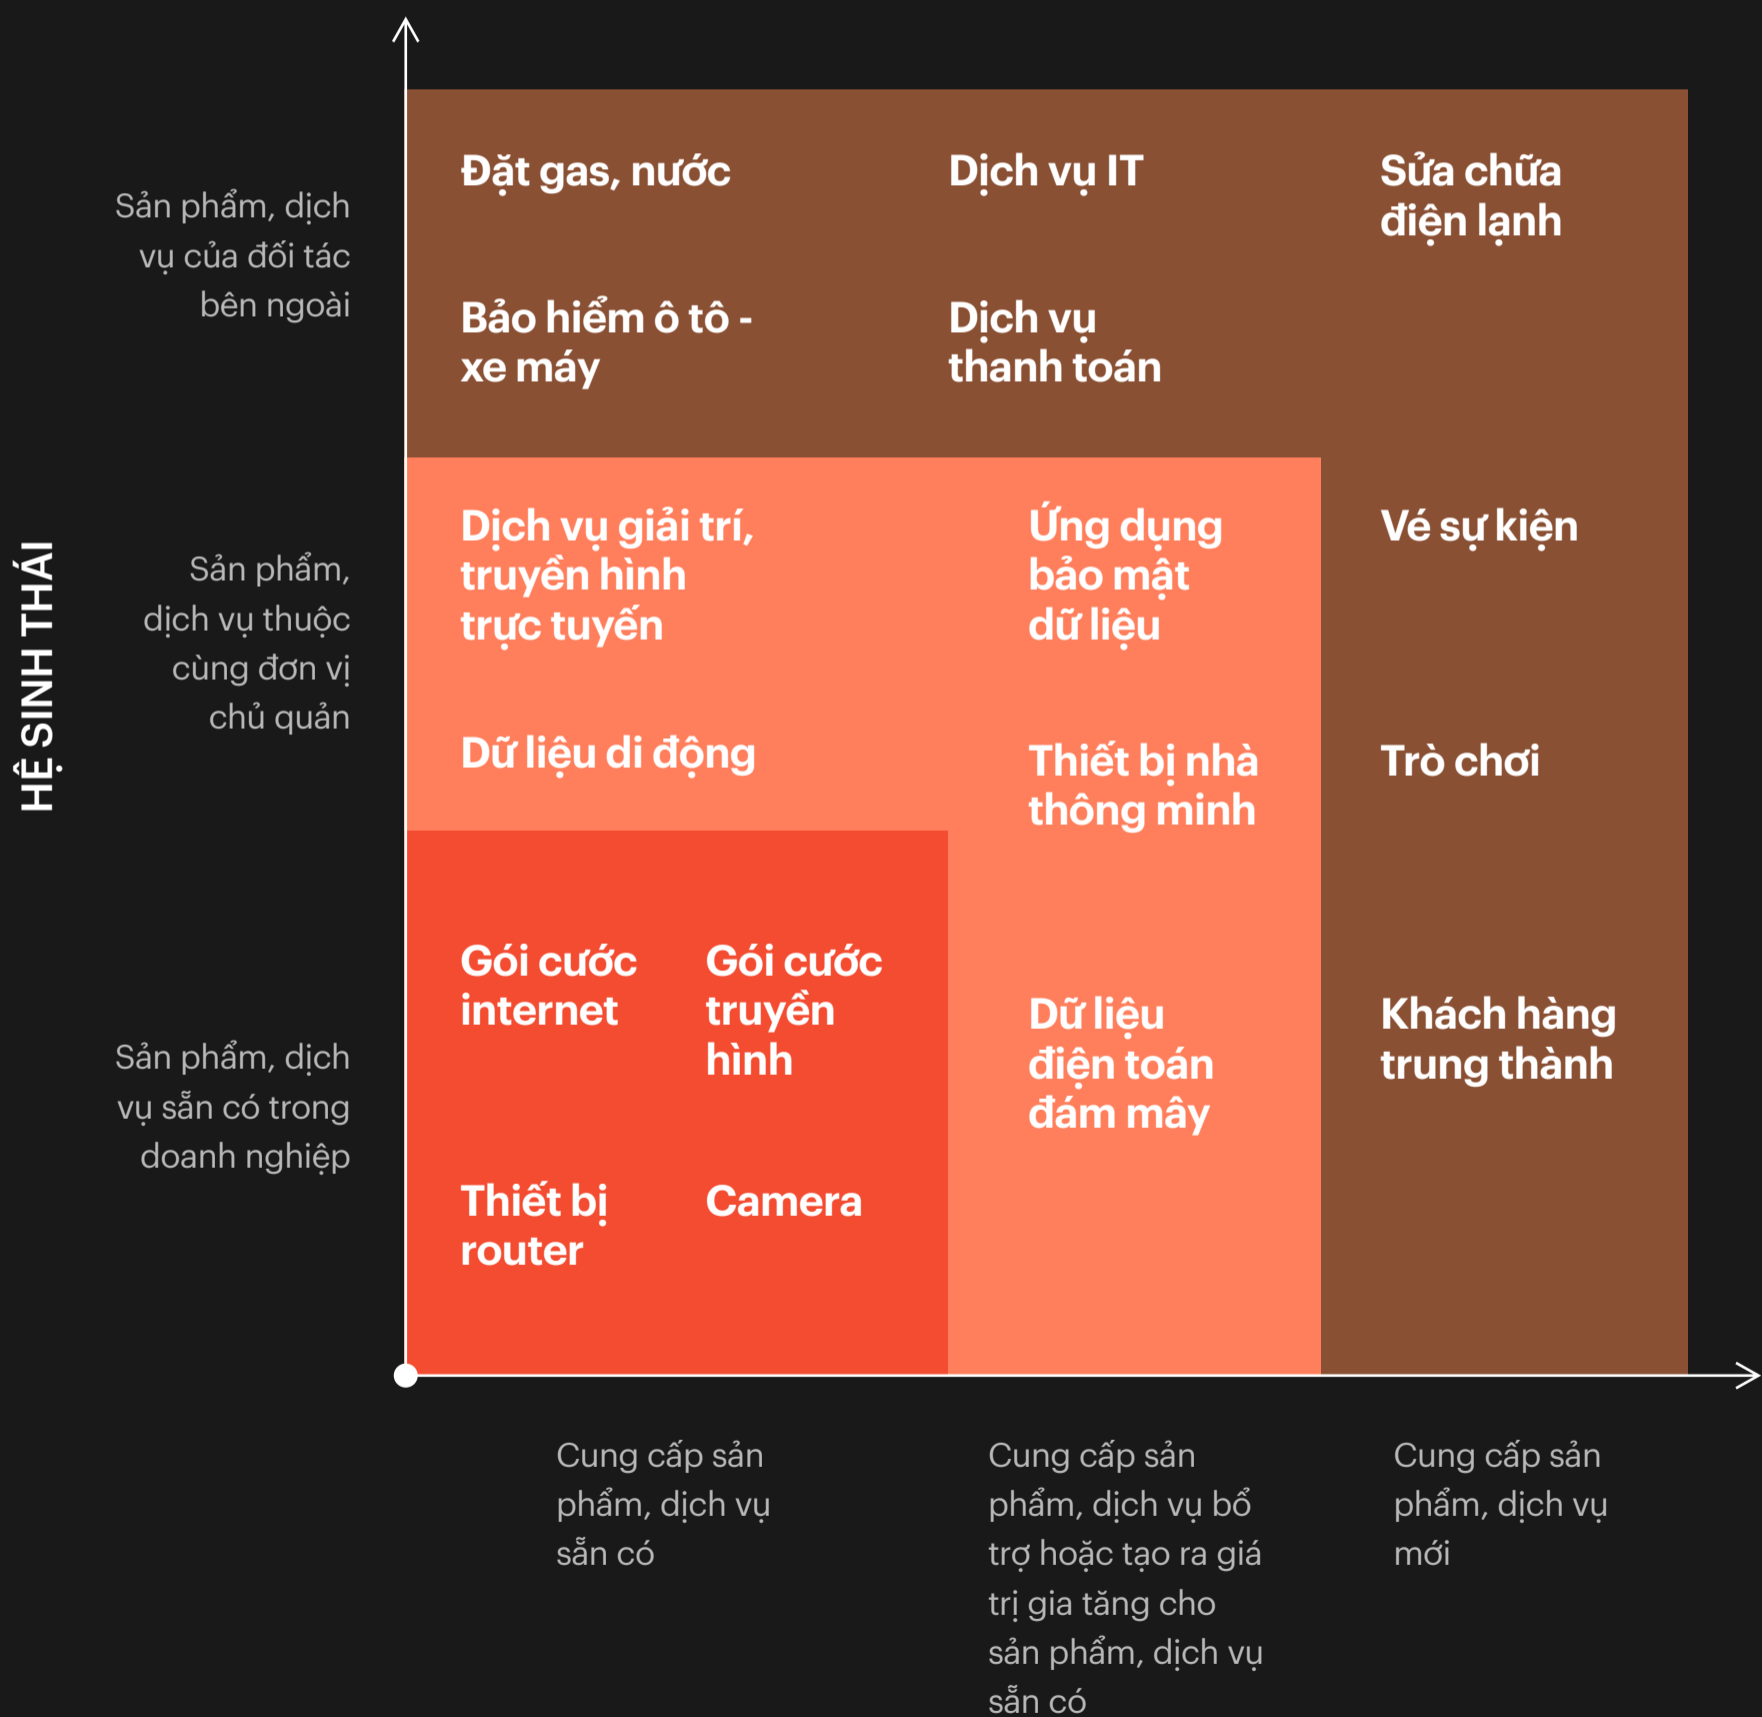 HỆ SINH THÁI
Sản phẩm, dịch
vụ của đối tác
bên ngoài
Đặt gas, nước
Dịch vụ IT
Sửa chữa
điện lạnh
Bảo hiểm ô tô -
xe máy
Dịch vụ
thanh toán
Sản phẩm,
dịch vụ thuộc
cùng đơn vị
chủ quản
Dịch vụ giải trí,
truyền hình
trực tuyến
Ứng dụng
bảo mật
dữ liệu
Vé sự kiện
Dữ liệu di động
Thiết bị nhà
thông minh
Trò chơi
Sản phẩm, dịch
vụ sẵn có trong
doanh nghiệp
Gói cước
internet
Gói cước
truyền
hình
Dữ liệu
điện toán
đám mây
Khách hàng
trung thành
Thiết bị
router
Camera
Cung cấp sản
phẩm, dịch vụ
sẵn có
Cung cấp sản
phẩm, dịch vụ bổ
trợ hoặc tạo ra giá
trị gia tăng cho
sản phẩm, dịch vụ
sẵn có
Cung cấp sản
phẩm, dịch vụ
mới